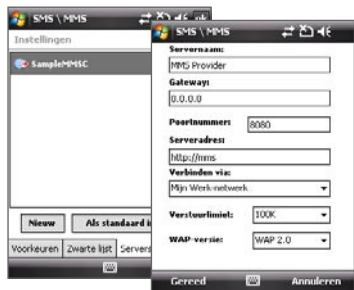 SMS \ MMS
ok
Instellingen
SampleMMSC
Nieuw
Als standaard i
Voorkeuren
Zwarte lijst
Servers
SMS \ MMS
Servernaam:
MMS Provider
Gateway:
0.0.0.0
Poortnummer:
8080
Serveradres:
http://mms
Verbinden via:
Mijn Werk-netwerk
Verstuurlimiet:
100K
WAP-versie:
WAP 2.0
Gereed
Annuleren